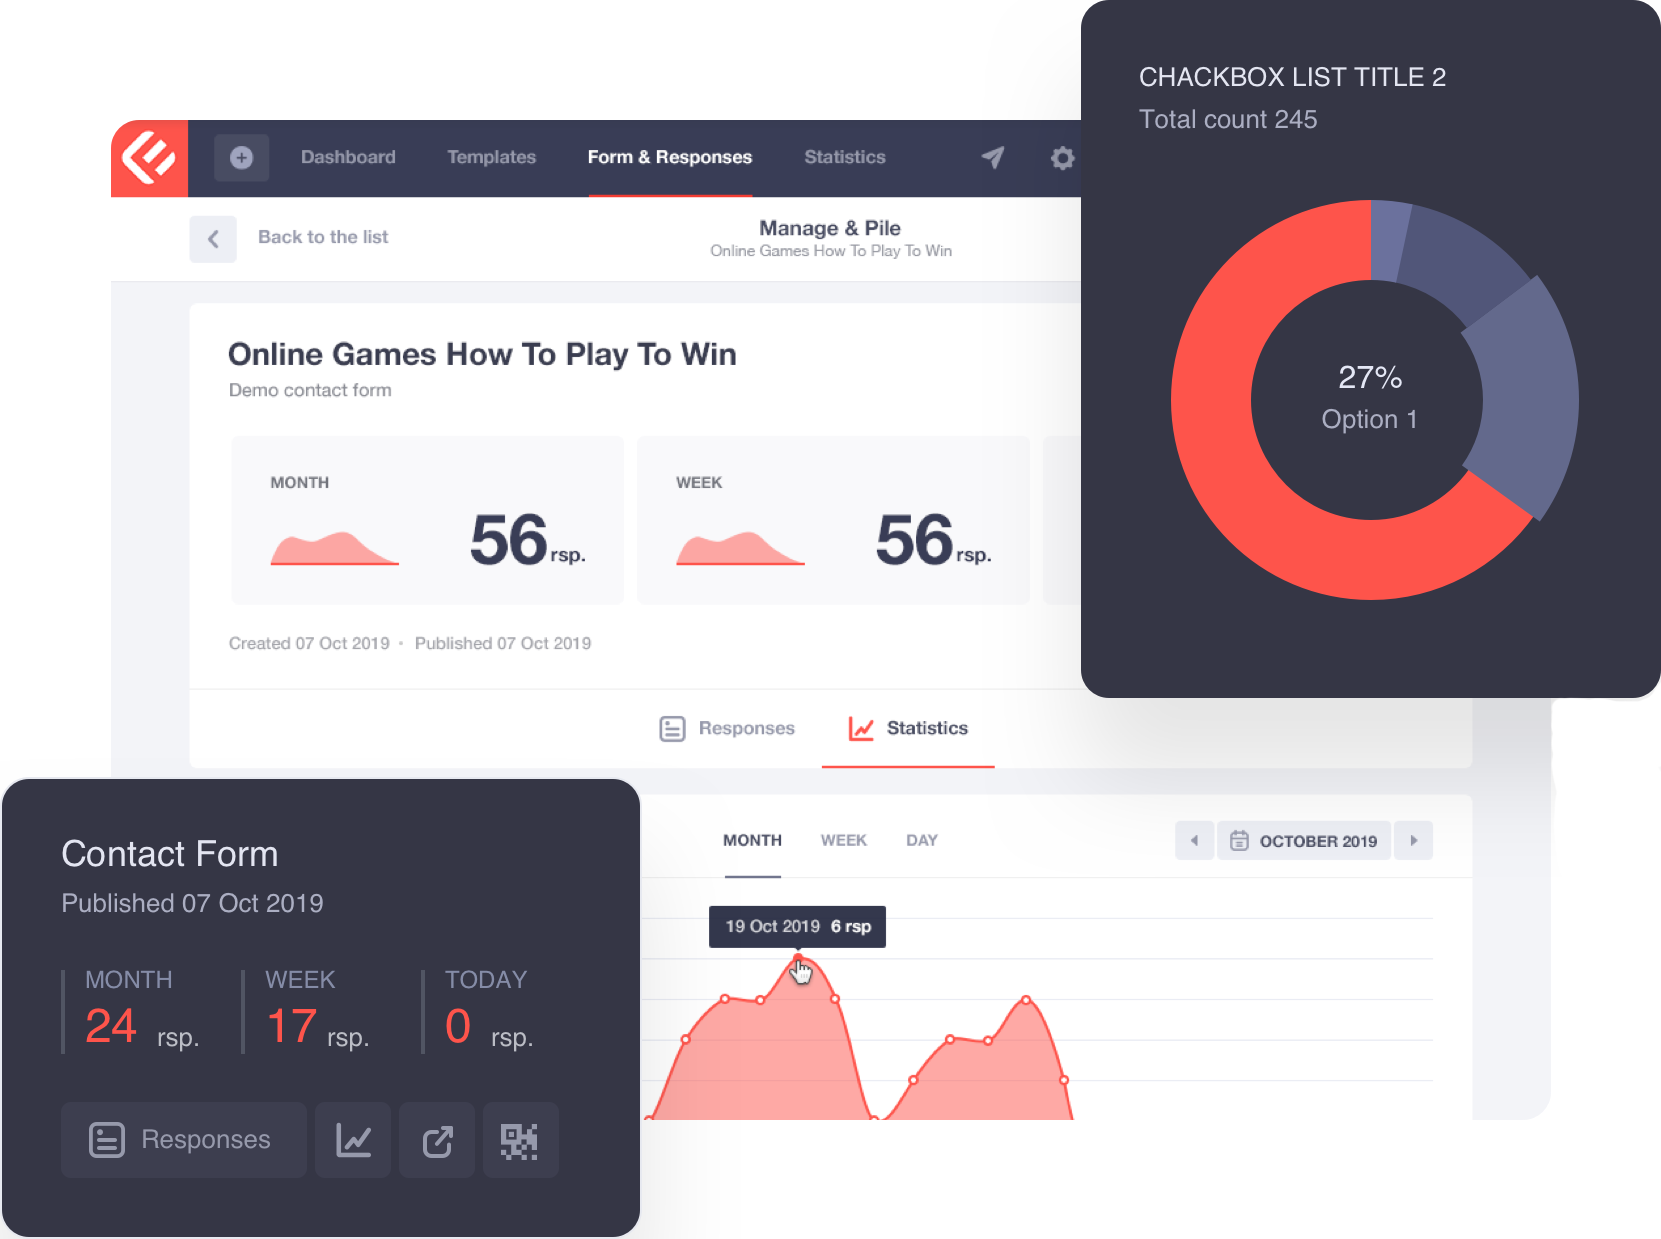 CHACKBOX LIST TITLE 2
Total count 245
27%
Option 1
Dashboard Templates Form & Responses Statistics
Back to the list
Manage & Pile
Online Games How To Play To Win
Online Games How To Play To Win
Demo contact form
MONTH
56 rsp.
WEEK
56 rsp.
Created 07 Oct 2019 • Published 07 Oct 2019
Responses Statistics
MONTH WEEK DAY
OCTOBER 2019
19 Oct 2019 6 rsp
Contact Form
Published 07 Oct 2019
MONTH WEEK TODAY
24 rsp. 17 rsp. 0 rsp.
Responses